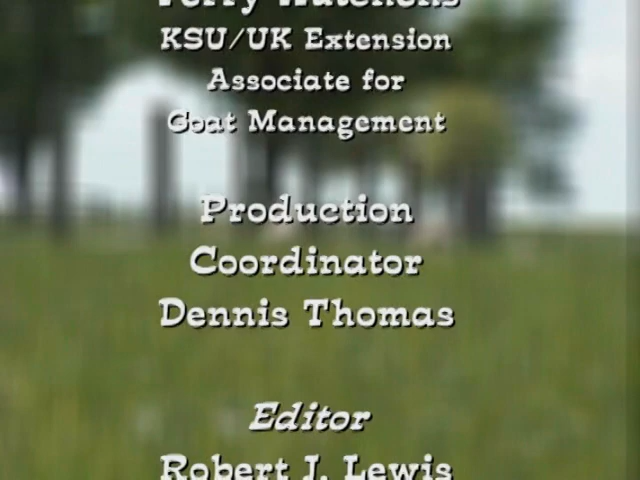 KSU/UK Extension
Associate for
Goat Management
Production
Coordinator
Dennis Thomas
Editor
Robert J. Lewis